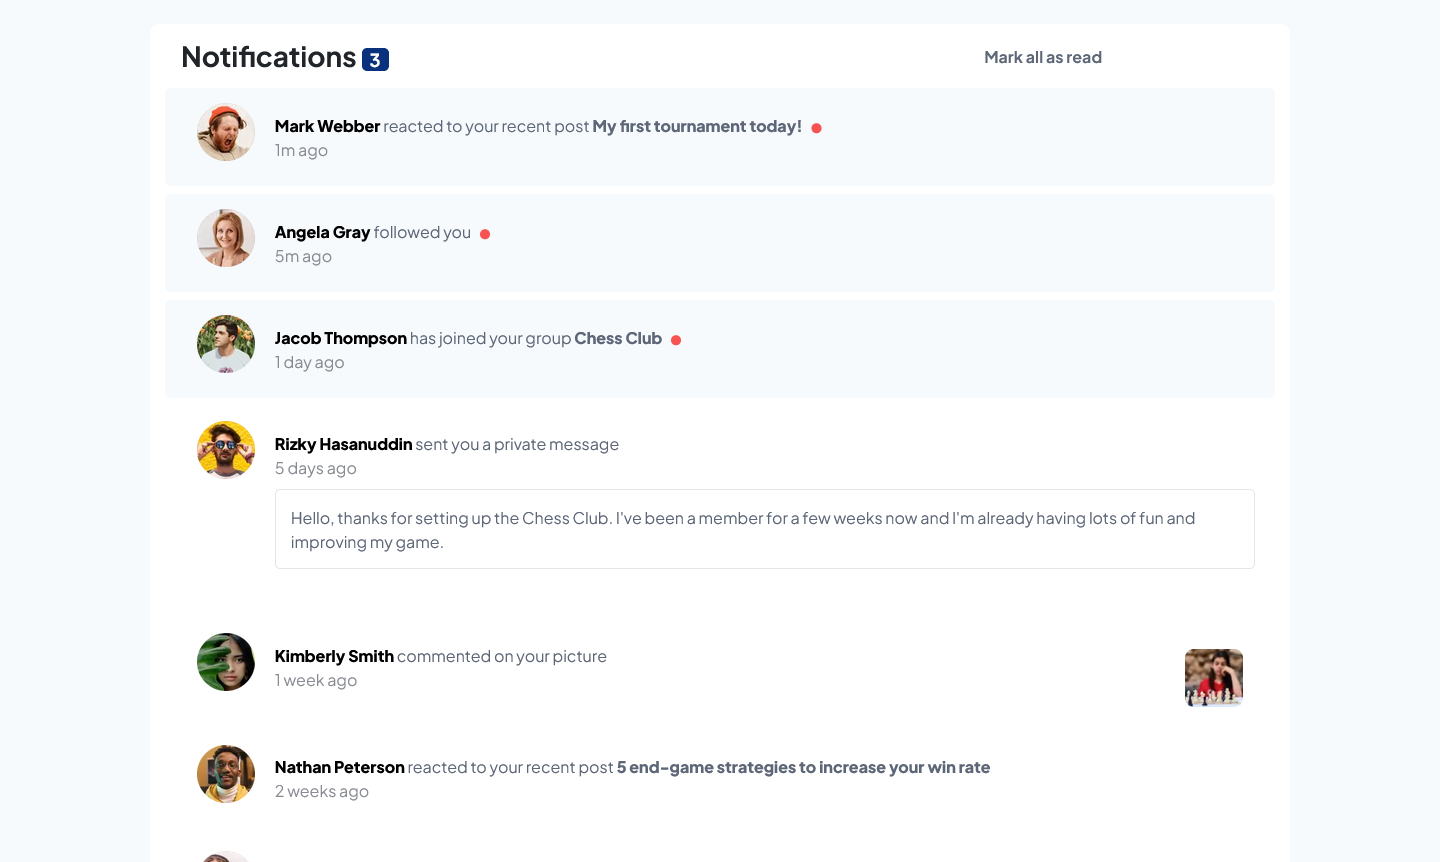 Notifications 3
Mark all as read
Mark Webber reacted to your recent post My first tournament today!
1m ago
Angela Gray followed you
5m ago
Jacob Thompson has joined your group Chess Club
1 day ago
Rizky Hasanuddin sent you a private message
5 days ago
Hello, thanks for setting up the Chess Club. I've been a member for a few weeks now and I'm already having lots of fun and
improving my game.
Kimberly Smith commented on your picture
1 week ago
Nathan Peterson reacted to your recent post 5 end-game strategies to increase your win rate
2 weeks ago